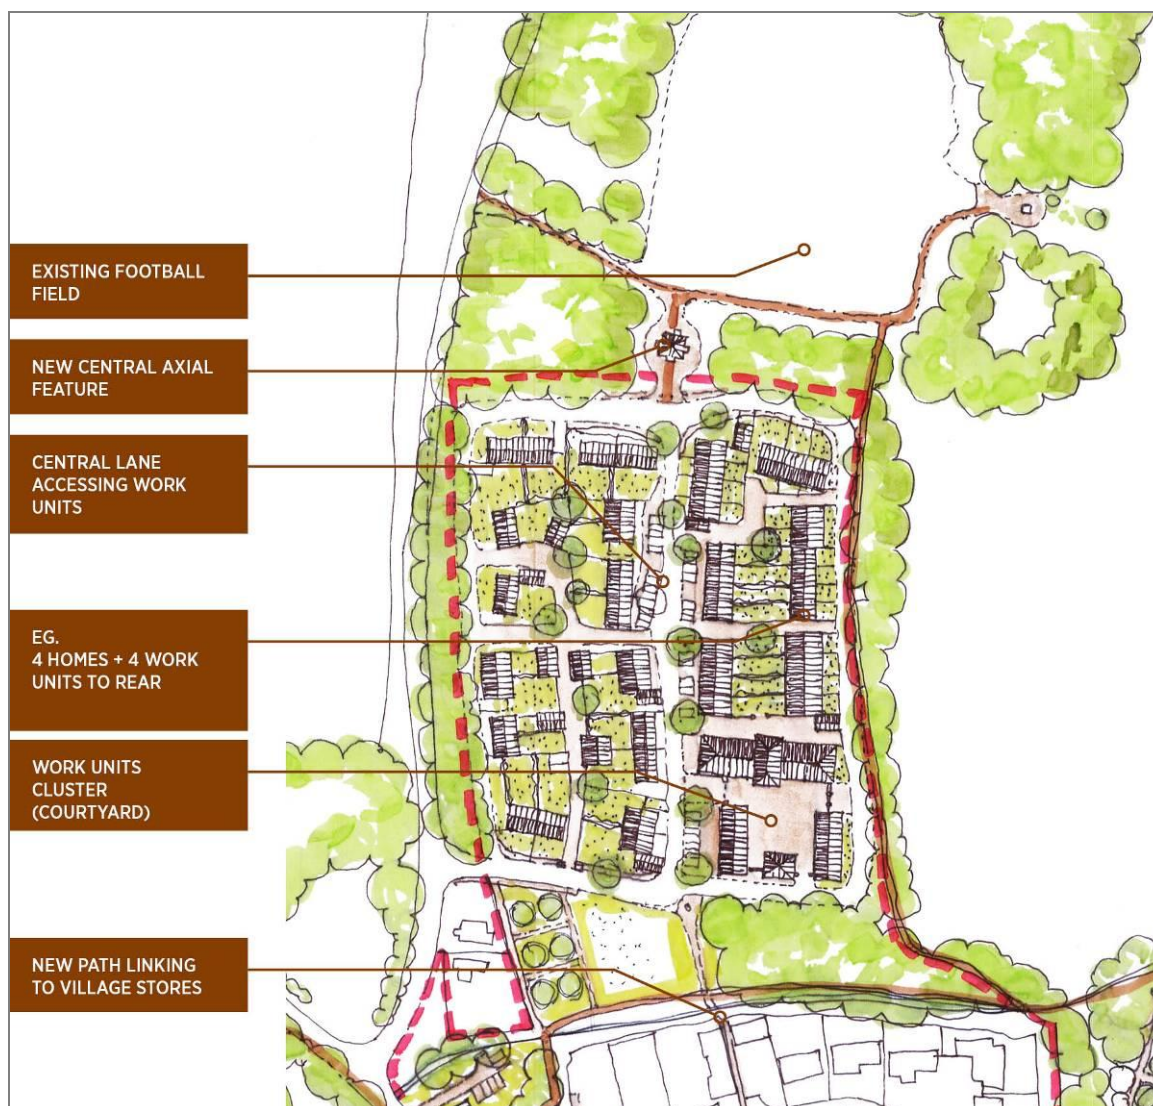 EXISTING FOOTBALL
FIELD
NEW CENTRAL AXIAL
FEATURE
CENTRAL LANE
ACCESSING WORK
UNITS
EG.
4 HOMES + 4 WORK
UNITS TO REAR
WORK UNITS
CLUSTER
(COURTYARD)
NEW PATH LINKING
TO VILLAGE STORES